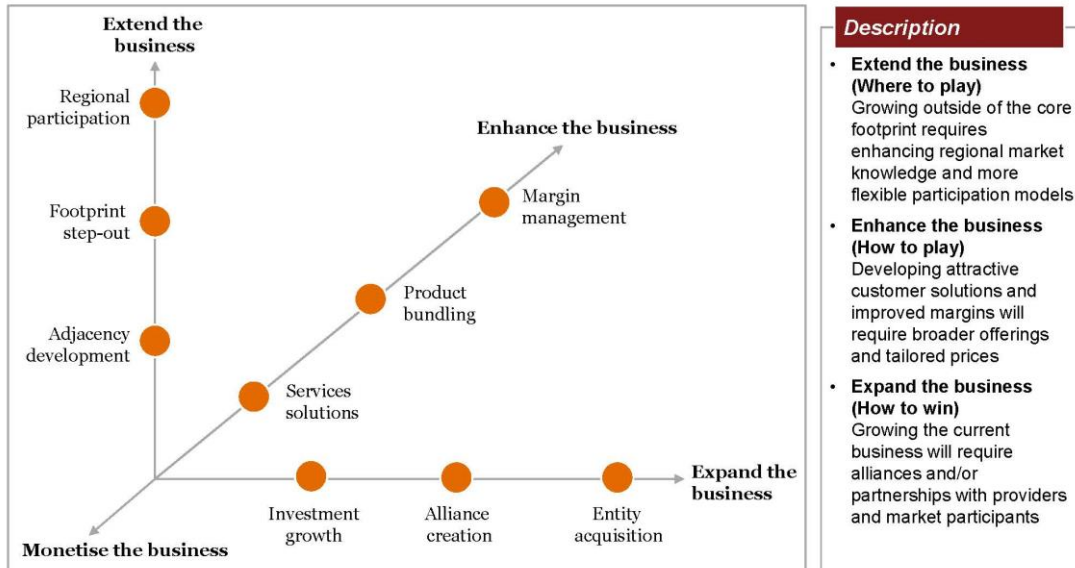 Extend the
business
Regional
participation
Footprint
step-out
Adjacency
development
Enhance the business
Margin
management
Product
bundling
Services
solutions
Expand the
business
Investment
growth
Alliance
creation
Entity
acquisition
Monetise the business
Description
• Extend the business
(Where to play)
Growing outside of the core
footprint requires
enhancing regional market
knowledge and more
flexible participation models
• Enhance the business
(How to play)
Developing attractive
customer solutions and
improved margins will
require broader offerings
and tailored prices
• Expand the business
(How to win)
Growing the current
business will require
alliances and/or
partnerships with providers
and market participants